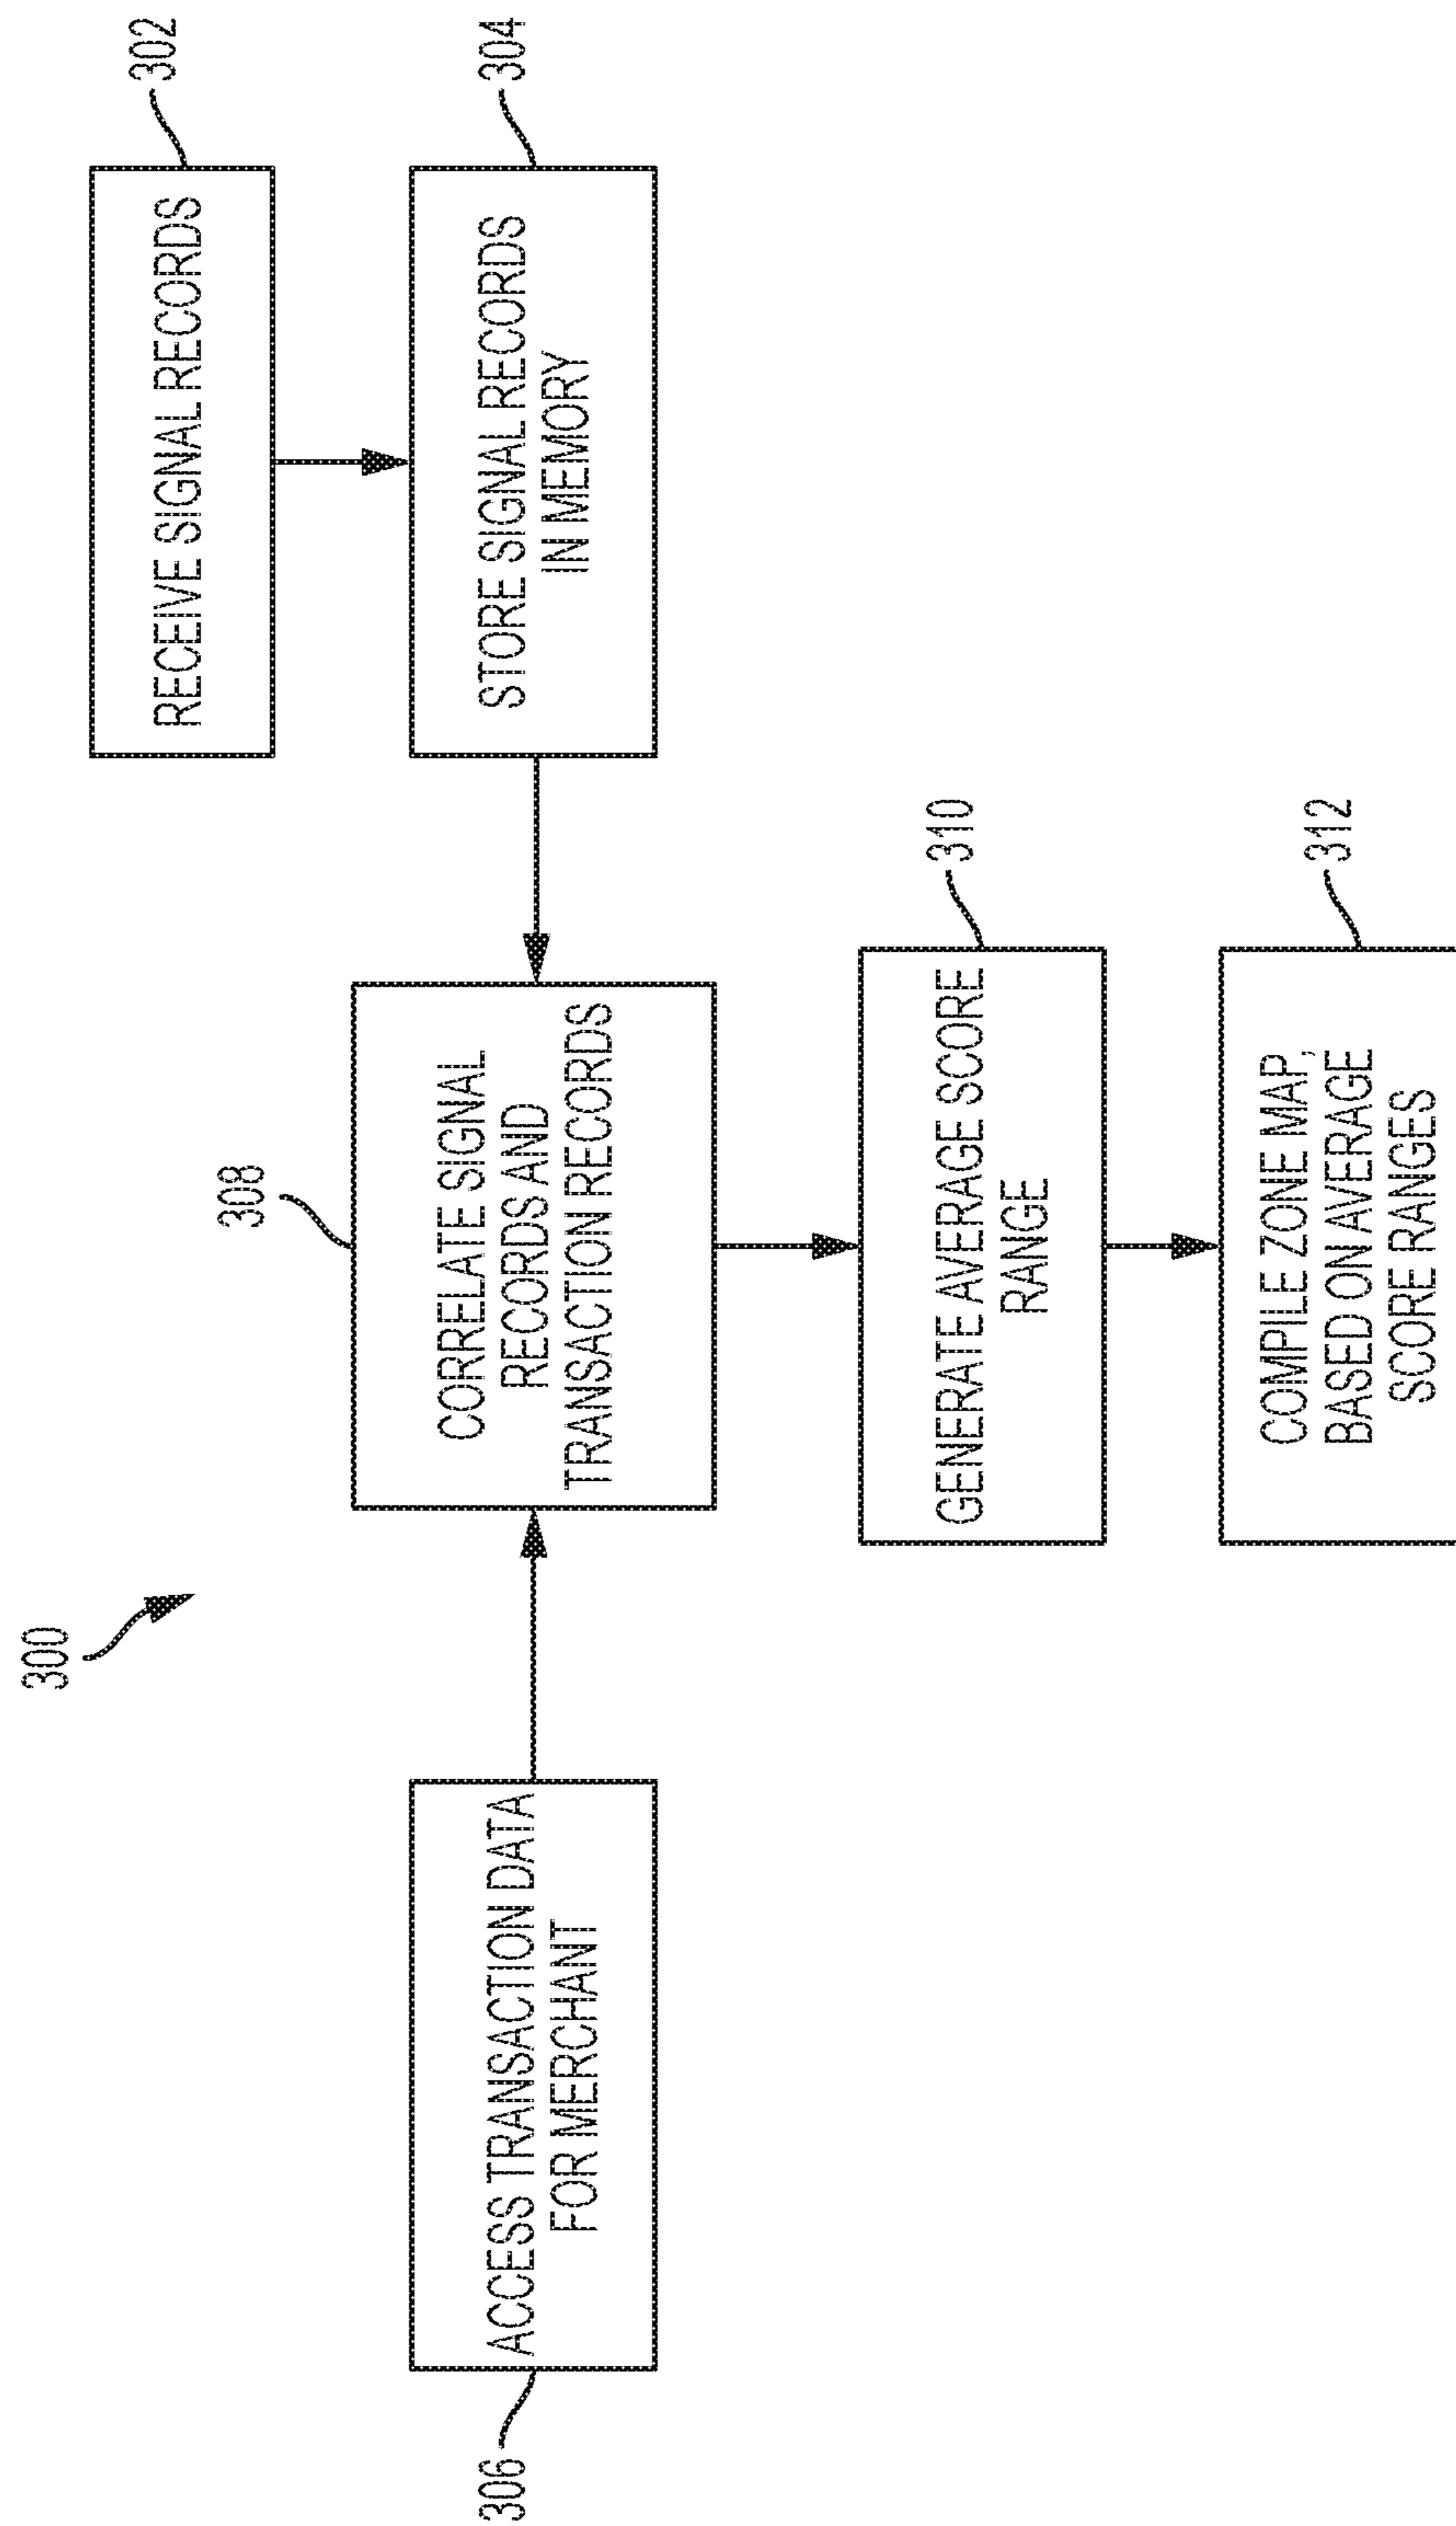 300
302
RECEIVE SIGNAL RECORDS
304
STORE SIGNAL RECORDS
IN MEMORY
306
ACCESS TRANSACTION DATA
FOR MERCHANT
308
CORRELATE SIGNAL
RECORDS AND
TRANSACTION RECORDS
310
GENERATE AVERAGE SCORE
RANGE
312
COMPILE ZONE MAP,
BASED ON AVERAGE
SCORE RANGES